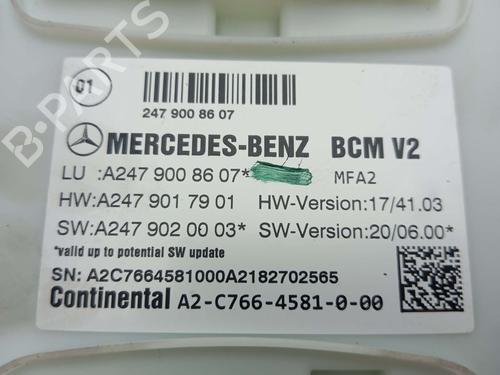 01
247 900 86 07
MERCEDES-BENZ BCM V2
LU :A247 900 86 07* MFA2
HW:A247 901 79 01 HW-Version:17/41.03
SW:A247 902 00 03* SW-Version:20/06.00*
*valid up to potential SW update
SN: A2C7664581000A2182702565
Continental A2-C766-4581-0-00
B-PARTS